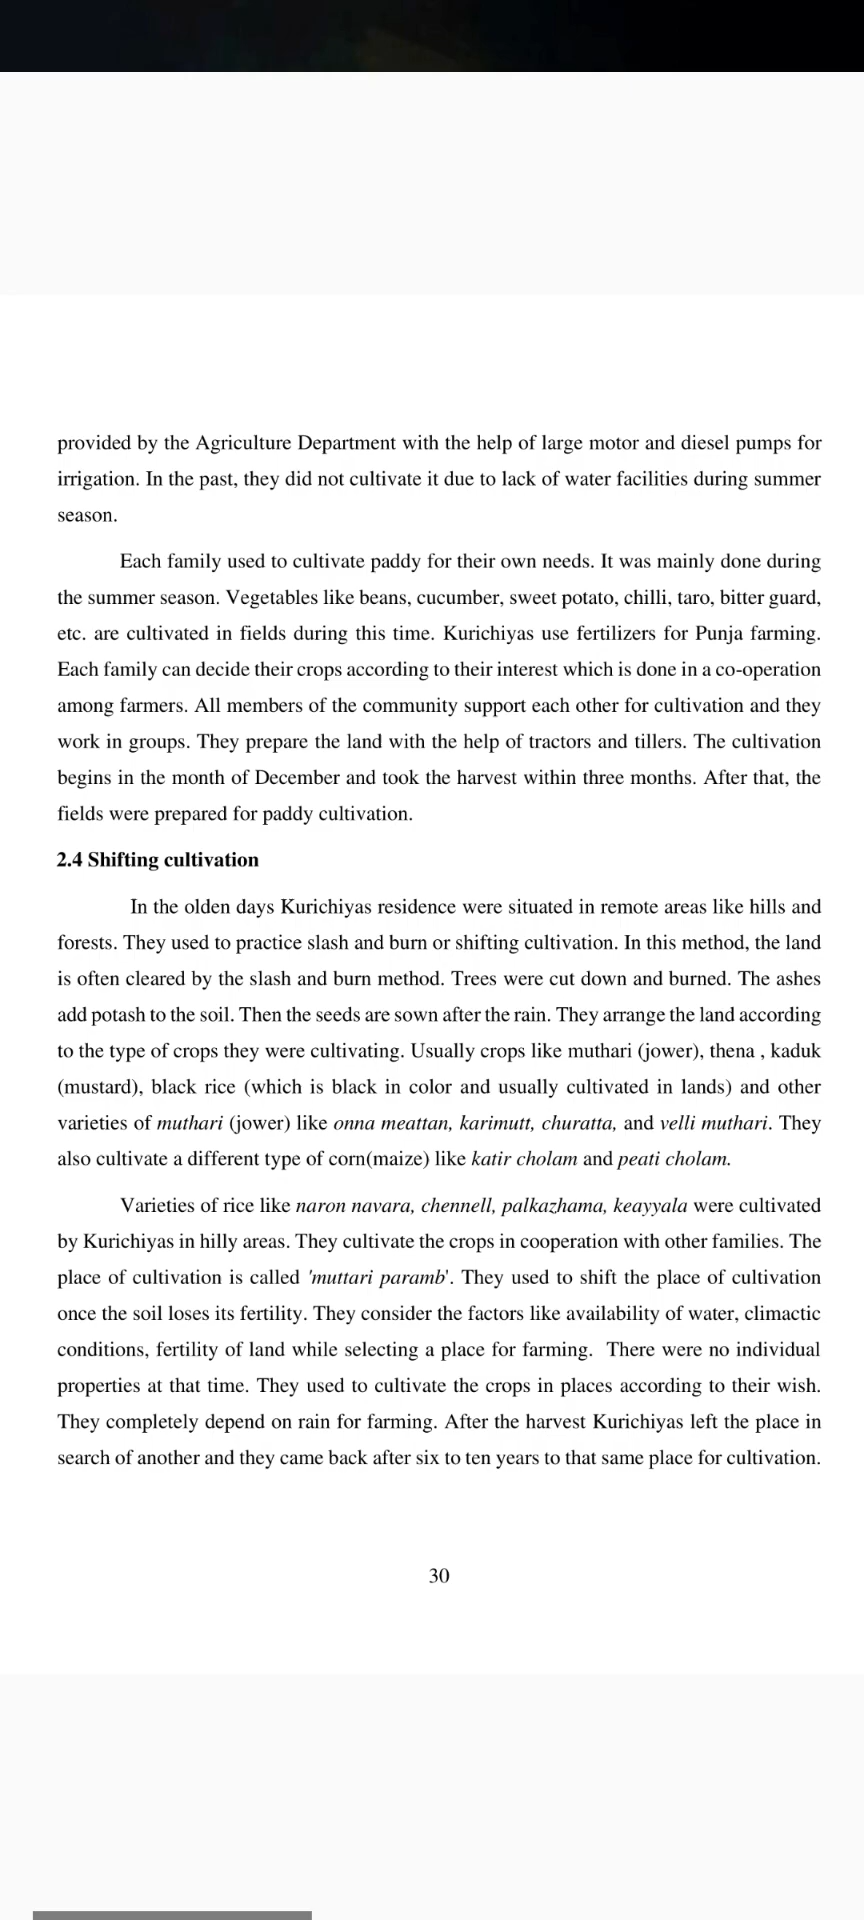 provided by the Agriculture Department with the help of large motor and diesel pumps for
irrigation. In the past, they did not cultivate it due to lack of water facilities during summer
season.
Each family used to cultivate paddy for their own needs. It was mainly done during
the summer season. Vegetables like beans, cucumber, sweet potato, chilli, taro, bitter guard,
etc. are cultivated in fields during this time. Kurichiyas use fertilizers for Punja farming.
Each family can decide their crops according to their interest which is done in a co-operation
among farmers. All members of the community support each other for cultivation and they
work in groups. They prepare the land with the help of tractors and tillers. The cultivation
begins in the month of December and took the harvest within three months. After that, the
fields were prepared for paddy cultivation.
2.4 Shifting cultivation
In the olden days Kurichiyas residence were situated in remote areas like hills and
forests. They used to practice slash and burn or shifting cultivation. In this method, the land
is often cleared by the slash and burn method. Trees were cut down and burned. The ashes
add potash to the soil. Then the seeds are sown after the rain. They arrange the land according
to the type of crops they were cultivating. Usually crops like muthari (jower), thena , kaduk
(mustard), black rice (which is black in color and usually cultivated in lands) and other
varieties of muthari (jower) like onna meattan, karimutt, churatta, and velli muthari. They
also cultivate a different type of corn(maize) like katir cholam and peati cholam.
Varieties of rice like naron navara, chennell, palkazhama, keayyala were cultivated
by Kurichiyas in hilly areas. They cultivate the crops in cooperation with other families. The
place of cultivation is called 'muttari paramb'. They used to shift the place of cultivation
once the soil loses its fertility. They consider the factors like availability of water, climactic
conditions, fertility of land while selecting a place for farming. There were no individual
properties at that time. They used to cultivate the crops in places according to their wish.
They completely depend on rain for farming. After the harvest Kurichiyas left the place in
search of another and they came back after six to ten years to that same place for cultivation.
30